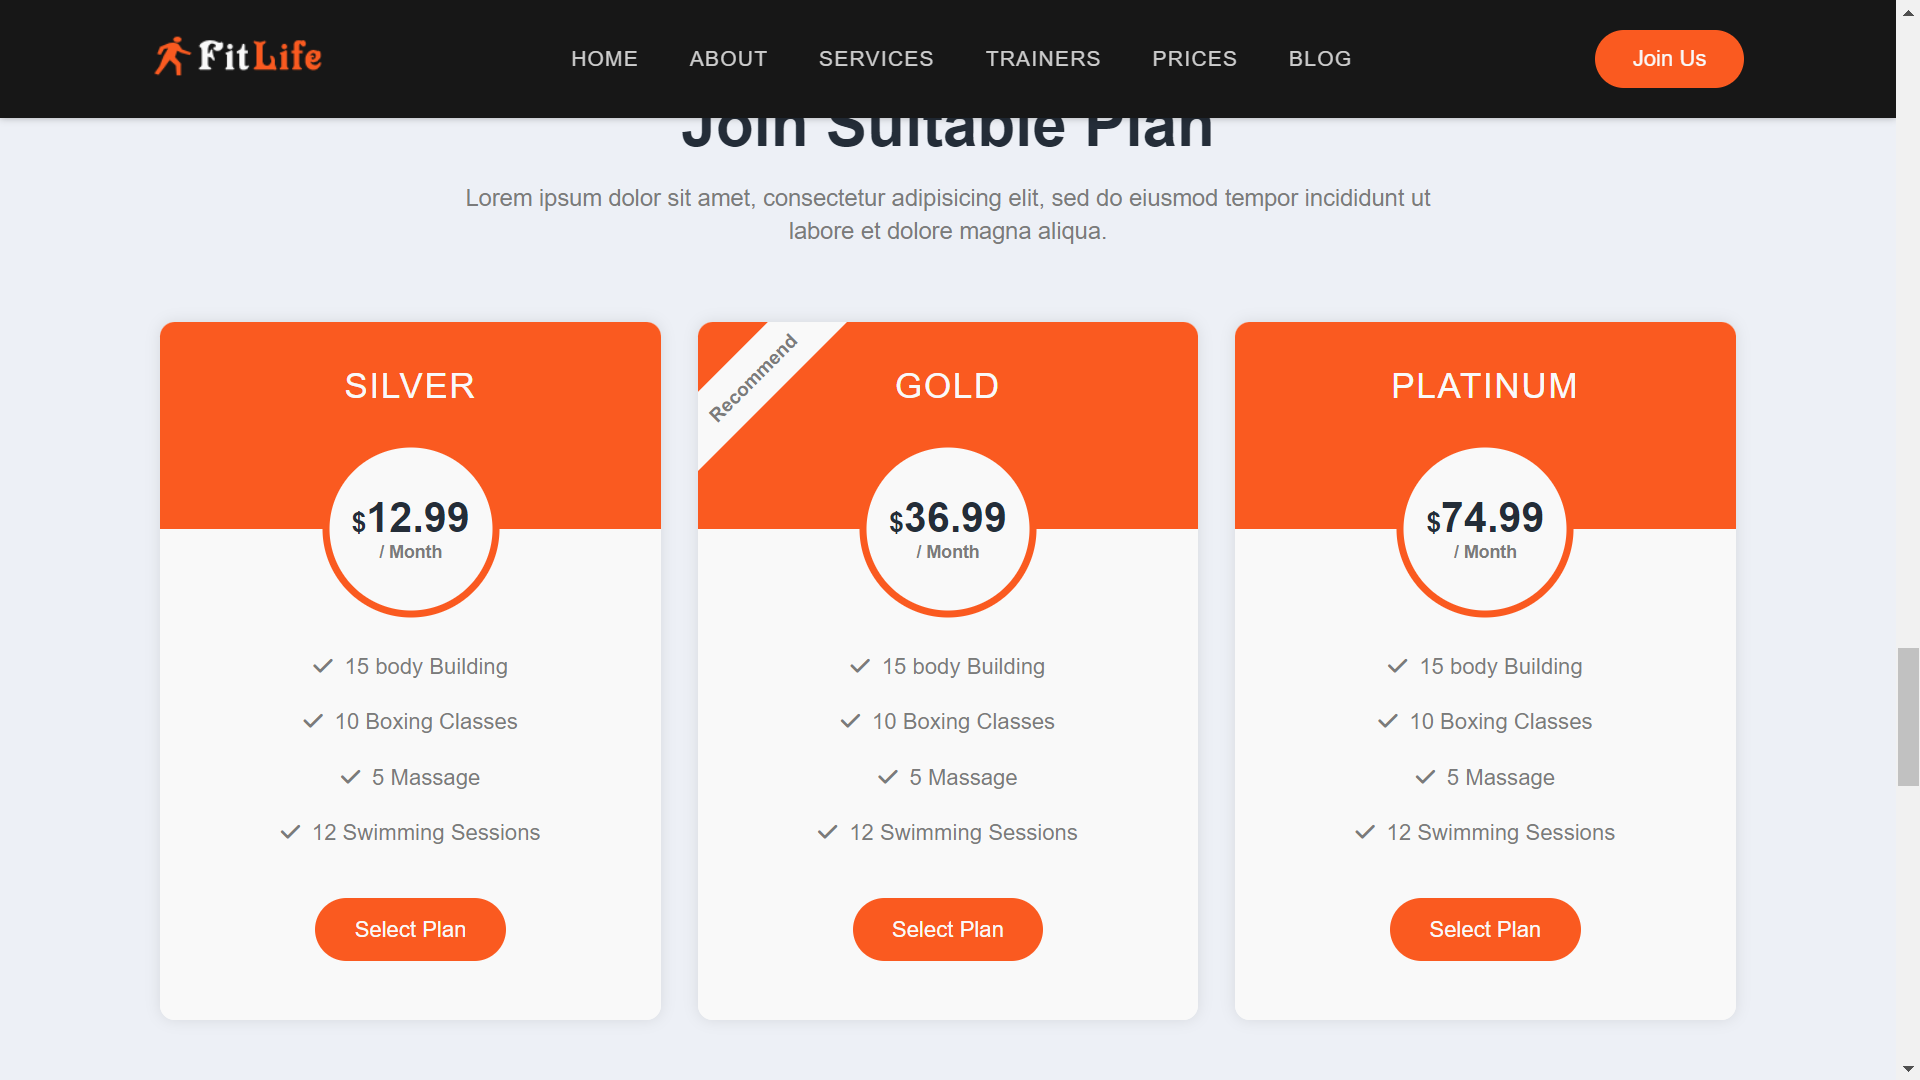 FitLife
HOME
ABOUT
SERVICES
TRAINERS
PRICES
BLOG
Join Us
Join Suitable Plan
Lorem ipsum dolor sit amet, consectetur adipisicing elit, sed do eiusmod tempor incididunt ut
labore et dolore magna aliqua.
SILVER
$12.99
/ Month
15 body Building
10 Boxing Classes
5 Massage
12 Swimming Sessions
Select Plan
Recommend
GOLD
$36.99
/ Month
15 body Building
10 Boxing Classes
5 Massage
12 Swimming Sessions
Select Plan
PLATINUM
$74.99
/ Month
15 body Building
10 Boxing Classes
5 Massage
12 Swimming Sessions
Select Plan